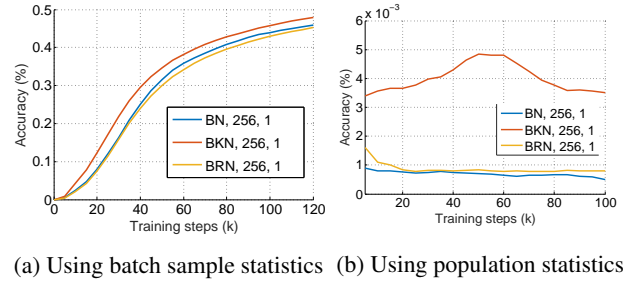 0.5
0.4
0.3
0.2
0.1
0
Accuracy (%)
0 20 40 60 80 100 120
Training steps (k)
BN, 256, 1
BKN, 256, 1
BRN, 256, 1
(a) Using batch sample statistics
6 × 10⁻³
5
4
3
2
1
0
Accuracy (%)
20 40 60 80 100
Training steps (k)
BN, 256, 1
BKN, 256, 1
BRN, 256, 1
(b) Using population statistics